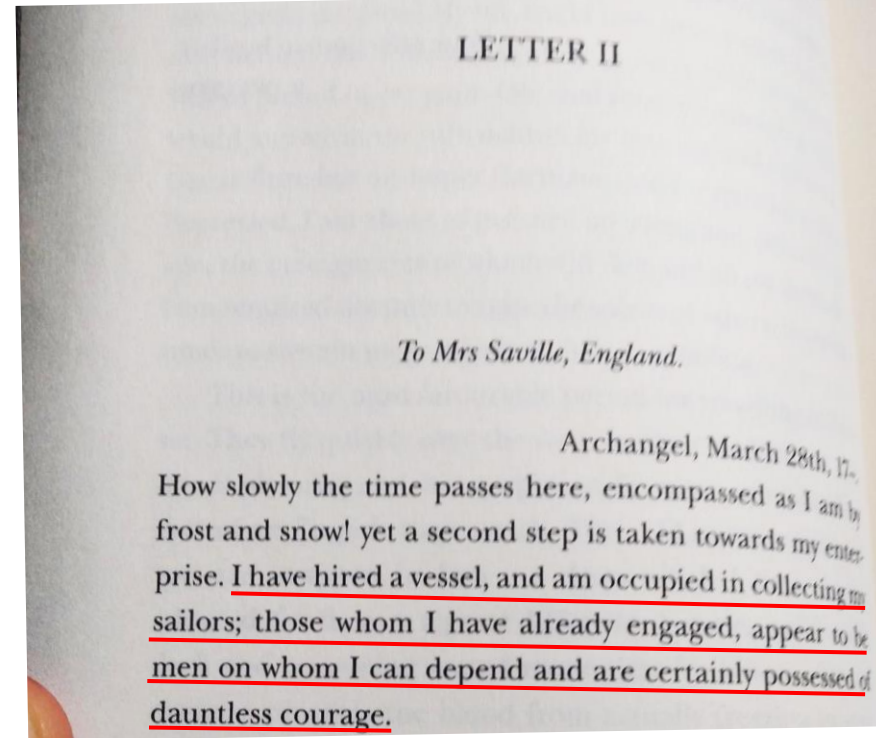 LETTER II
To Mrs Saville, England.
Archangel, March 28th, 17-.
How slowly the time passes here, encompassed as I am by
frost and snow! yet a second step is taken towards my enter-
prise. I have hired a vessel, and am occupied in collecting my
sailors; those whom I have already engaged, appear to be
men on whom I can depend and are certainly possessed of
dauntless courage.